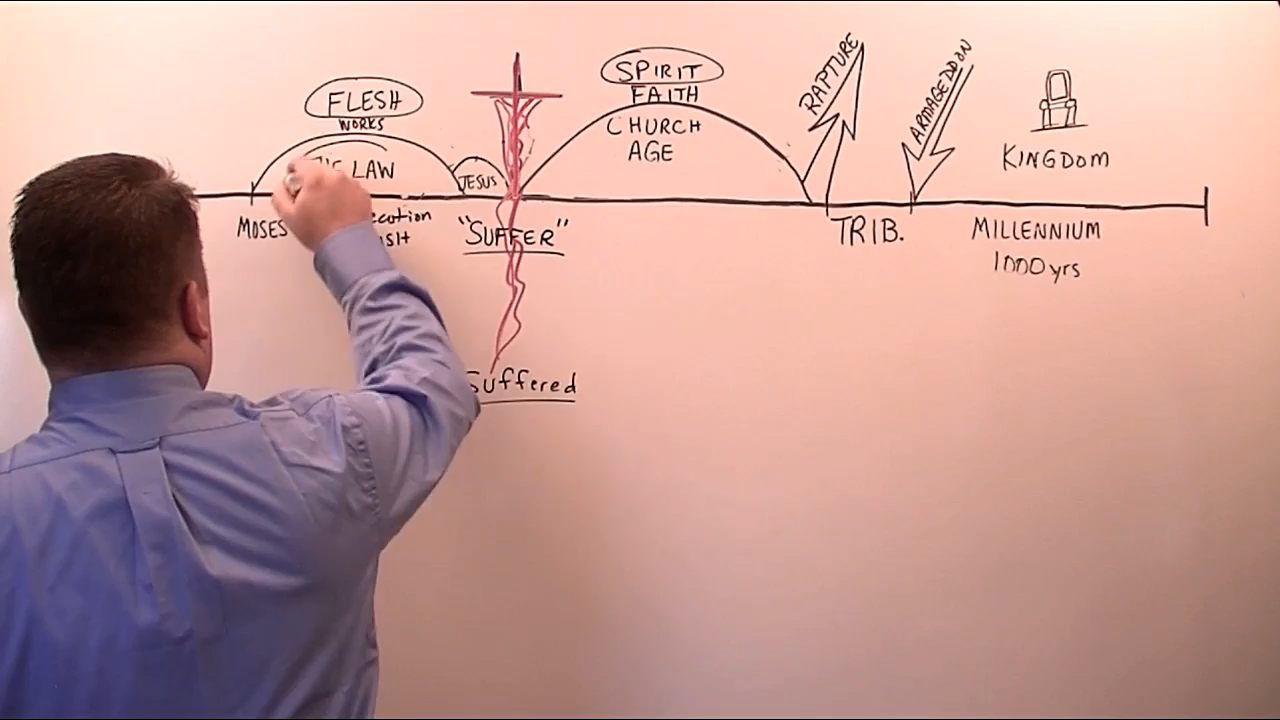 FLESH
WORKS
LAW
MOSES
JESUS
"SUFFER"
Suffered
SPIRIT
FAITH
CHURCH
AGE
RAPTURE
ARMAGEDDON
TRIB.
KINGDOM
MILLENNIUM
1000yrs